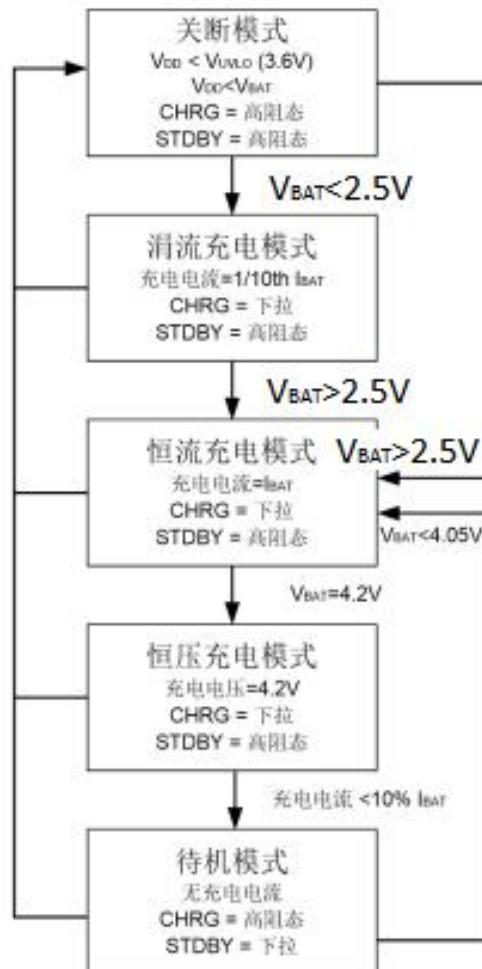 关断模式
VDD < VUVLO (3.6V)
VDD<VBAT
CHRG = 高阻态
STDBY = 高阻态
VBAT<2.5V
涓流充电模式
充电电流=1/10th IBAT
CHRG = 下拉
STDBY = 高阻态
VBAT>2.5V
恒流充电模式
充电电流=IBAT
CHRG = 下拉
STDBY = 高阻态
VBAT>2.5V
VBAT<4.05V
VBAT=4.2V
恒压充电模式
充电电压=4.2V
CHRG = 下拉
STDBY = 高阻态
充电电流 <10% IBAT
待机模式
无充电电流
CHRG = 高阻态
STDBY = 下拉